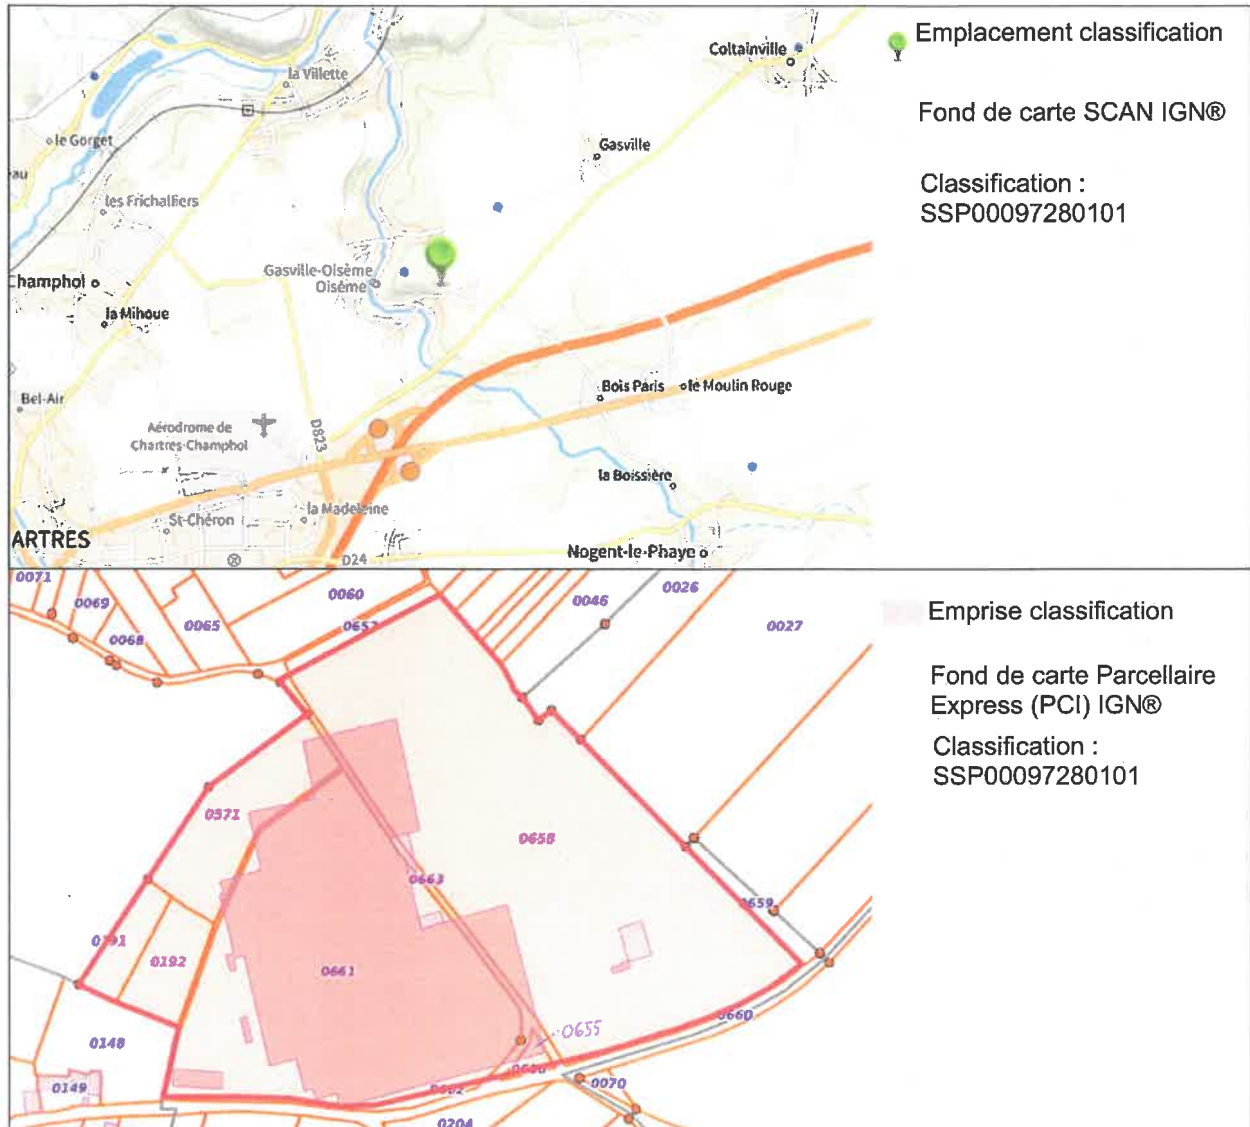 Coltainville
la Villette
le Gorget
Gasville
au
les Frichalliers
Gasville-Oisème
Oisème
Champhol
la Mihoue
Bois Paris
le Moulin Rouge
Bel-Air
Aérodrome de
Chartres-Champhol
D823
la Boissière
la Madeleine
St-Chéron
ARTRES
D24
Nogent-le-Phaye
Emplacement classification
Fond de carte SCAN IGN®
Classification :
SSP00097280101
0071
0069
0068
0065
0060
0657
0046
0026
0027
0571
0658
0663
0659
0191
0192
0661
0660
0655
0148
0149
0662
0070
0204
Emprise classification
Fond de carte Parcellaire
Express (PCI) IGN®
Classification :
SSP00097280101